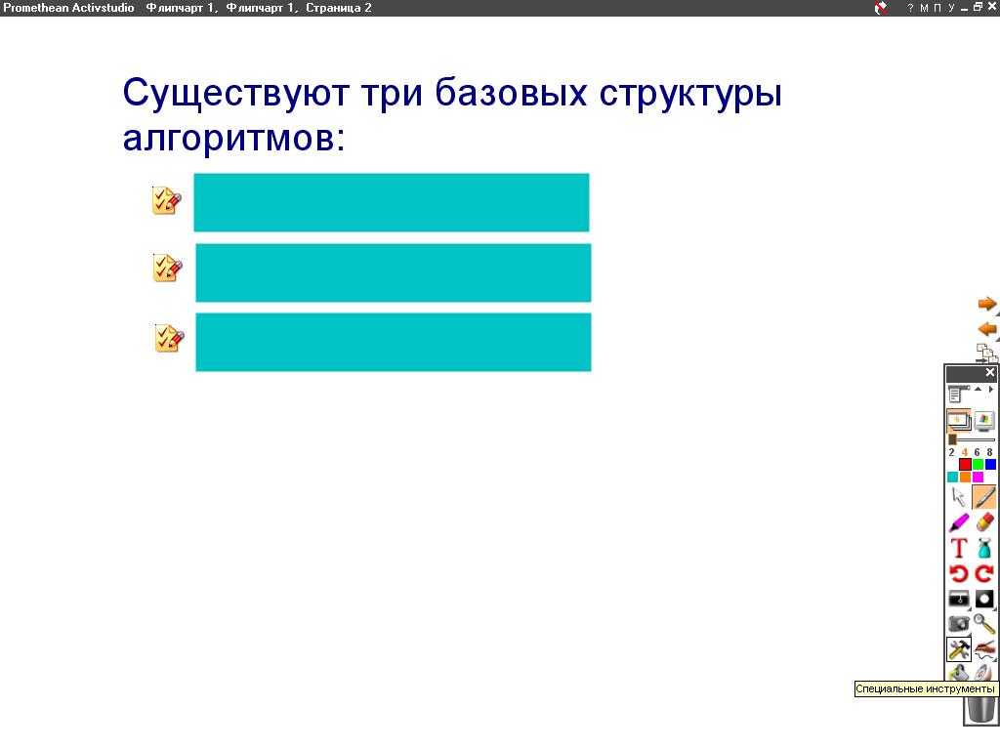 Promethean Activstudio Флипчарт 1, Флипчарт 1, Страница 2
? М П У
Существуют три базовых структуры
алгоритмов:
2 4 6 8
T
Специальные инструменты